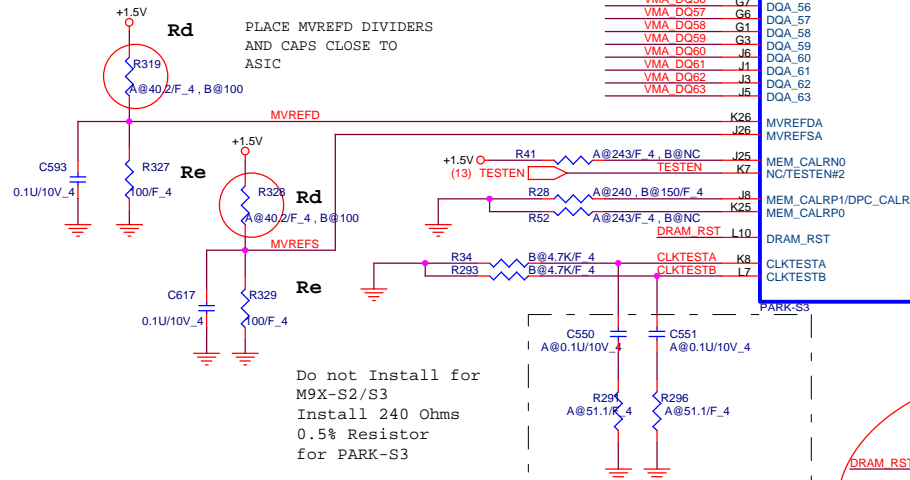 +1.5V
Rd
PLACE MVREFD DIVIDERS
AND CAPS CLOSE TO
ASIC
R319
A@40.2/F_4 , B@100
MVREFD
C593
0.1U/10V_4
R327
100/F_4
Re
+1.5V
R328
Rd
A@40.2/F_4, B@100
MVREFS
C617
0.1U/10V_4
R329
100/F_4
Re
VMA_DQ57
VMA_DQ58
VMA_DQ59
VMA_DQ60
VMA_DQ61
VMA_DQ62
VMA_DQ63
G7
G6
G1
G3
J6
J1
J3
J5
DQA_56
DQA_57
DQA_58
DQA_59
DQA_60
DQA_61
DQA_62
DQA_63
K26
MVREFDA
J26
MVREFSA
+1.5V
R41
A@243/F_4 , B@NC
J25
MEM_CALRN0
(13) TESTEN
TESTEN
K7
NC/TESTEN#2
R28
A@240 , B@150/F_4
J8
MEM_CALRP1/DPC_CALR
R52
A@243/F_4 , B@NC
K25
MEM_CALRP0
DRAM_RST
L10
DRAM_RST
R34
B@4.7K/F_4
CLKTESTA
K8
CLKTESTA
R293
B@4.7K/F_4
CLKTESTB
L7
CLKTESTB
PARK-S3
C550
A@0.1U/10V_4
C551
A@0.1U/10V_4
R291
A@51.1/F_4
R296
A@51.1/F_4
Do not Install for
M9X-S2/S3
Install 240 Ohms
0.5% Resistor
for PARK-S3